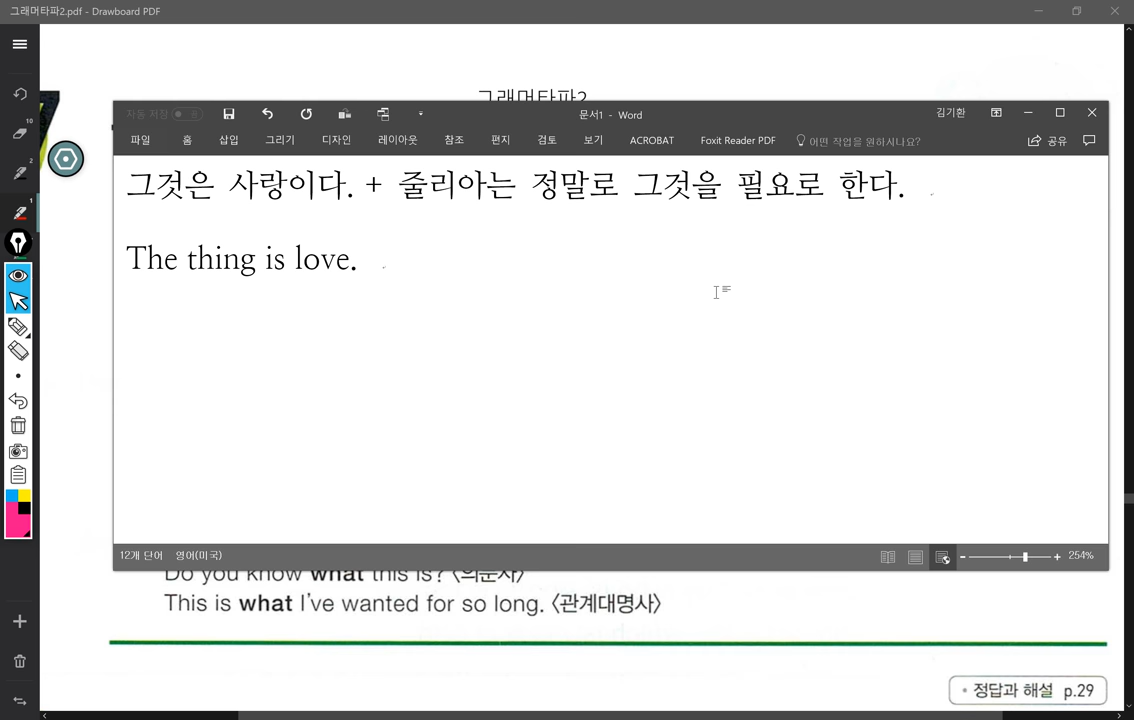 그래머타파2.pdf - Drawboard PDF
그래머타파2
자동 저장
문서1 - Word
김기환
파일 홈 삽입 그리기 디자인 레이아웃 참조 편지 검토 보기 ACROBAT Foxit Reader PDF 어떤 작업을 원하시나요? 공유
10
2
1
그것은 사랑이다. + 줄리아는 정말로 그것을 필요로 한다.
The thing is love.
12개 단어 영어(미국) 254%
Do you know what this is? <의문사>
This is what I've wanted for so long. <관계대명사>
• 정답과 해설 p.29